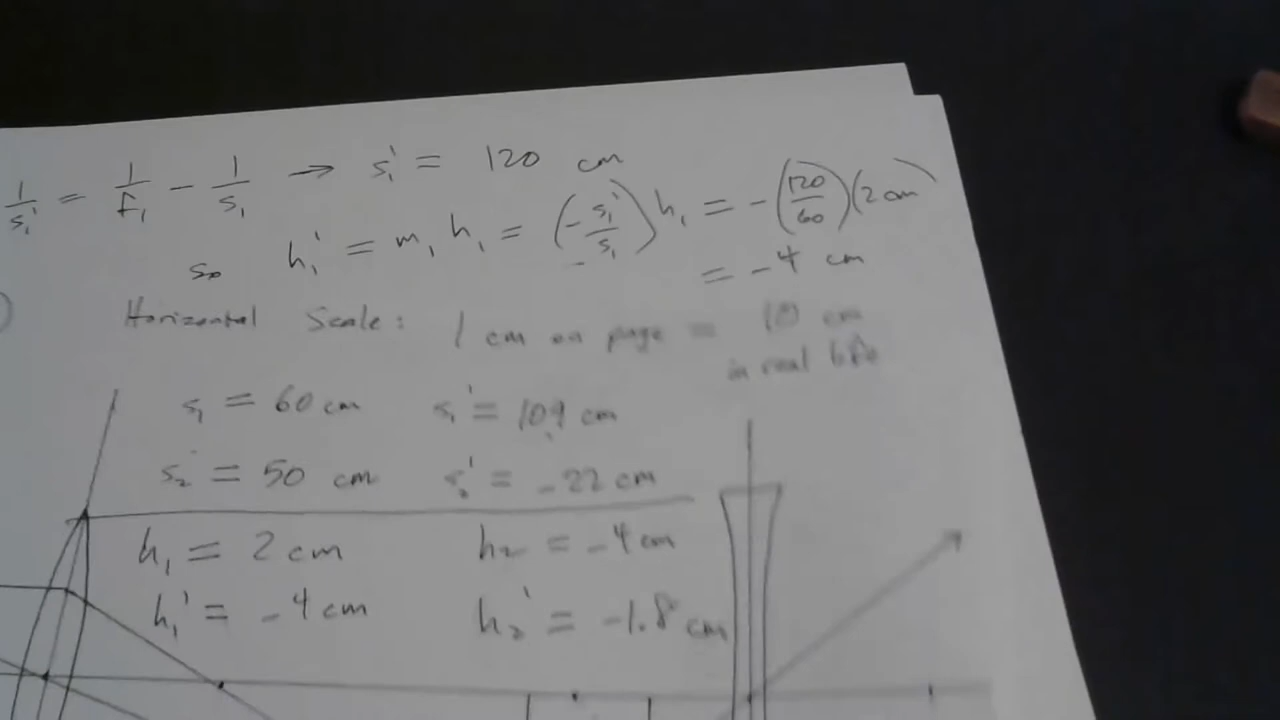 1/s₁' = 1/f₁ − 1/s₁ → s₁' = 120 cm
so h₁' = m₁ h₁ = (−s₁'/s₁) h₁ = −(120/60)(2 cm)
= −4 cm
Horizontal Scale: 1 cm on page = 10 cm
in real life
s₁ = 60 cm s₁' = 109 cm
s₂ = 50 cm s₂' = −22 cm
h₁ = 2 cm h₂ = −4 cm
h₁' = −4 cm h₂' = −1.8 cm